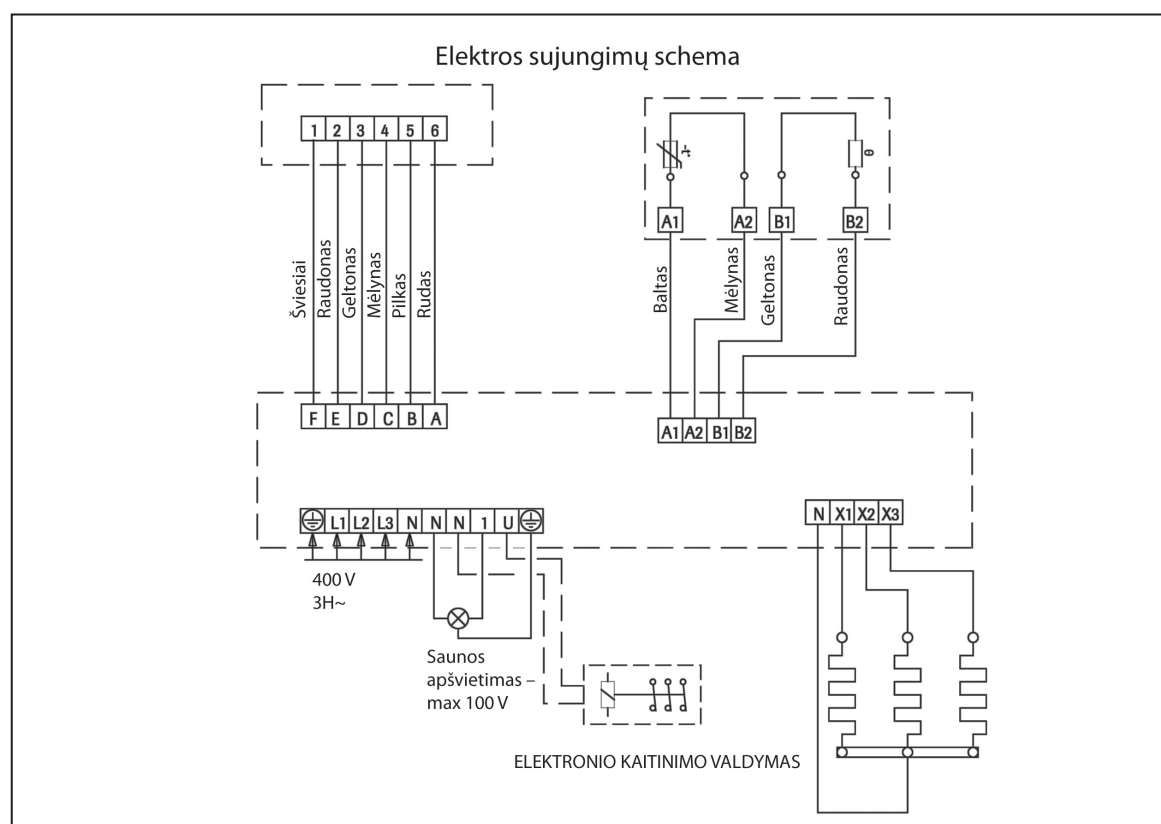 Elektros sujungimų schema
1 2 3 4 5 6
A1 A2 B1 B2
θ
Šviesiai
Raudonas
Geltonas
Mėlynas
Pilkas
Rudas
Baltas
Mėlynas
Geltonas
Raudonas
F E D C B A
A1 A2 B1 B2
L1 L2 L3 N N N 1 U
N X1 X2 X3
400 V
3H~
Saunos
apšvietimas –
max 100 V
ELEKTRONIO KAITINIMO VALDYMAS